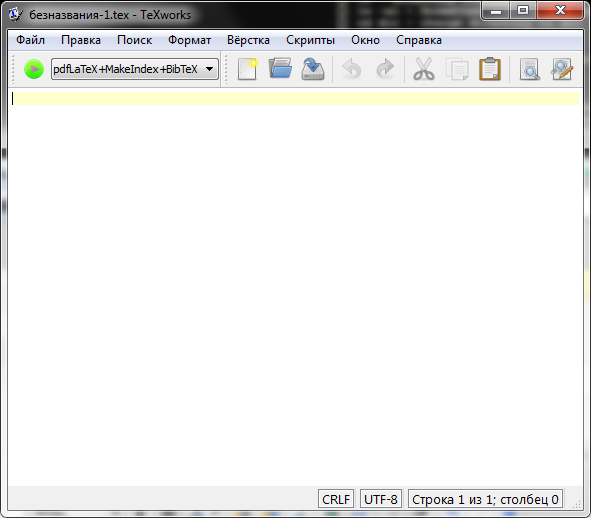 безназвания-1.tex - TeXworks
Файл Правка Поиск Формат Вёрстка Скрипты Окно Справка
pdfLaTeX+MakeIndex+BibTeX
CRLF UTF-8 Строка 1 из 1; столбец 0